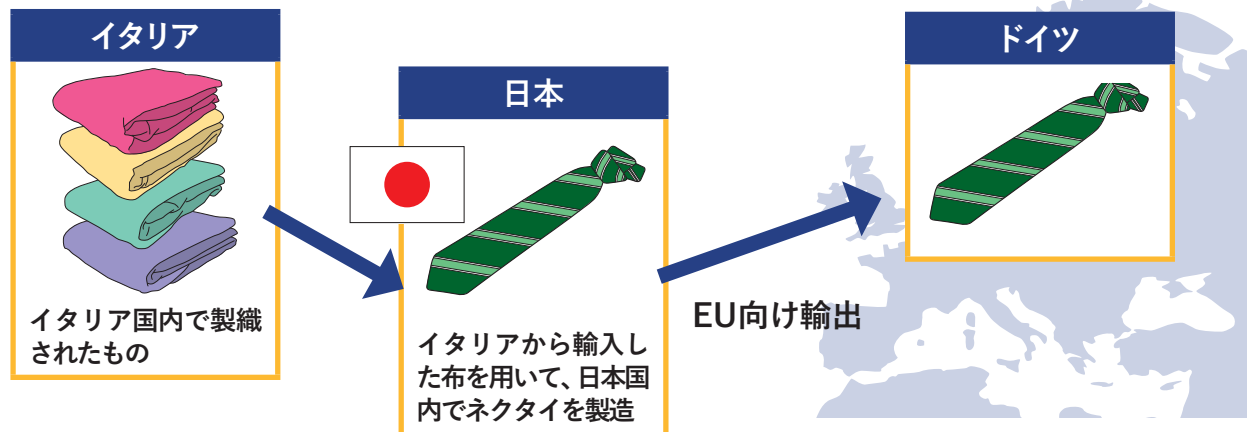 イタリア
イタリア国内で製織
されたもの
日本
イタリアから輸入し
た布を用いて、日本国
内でネクタイを製造
EU向け輸出
ドイツ